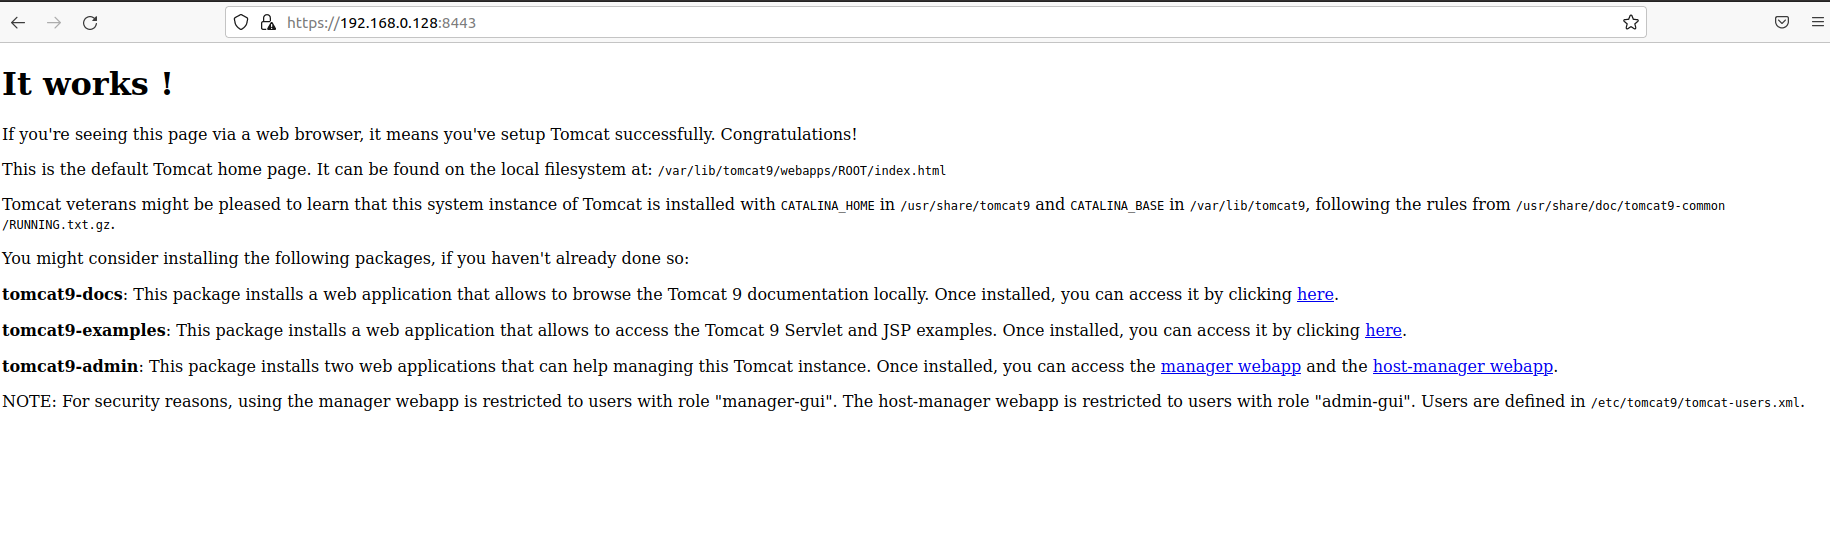 https://192.168.0.128:8443
It works !
If you're seeing this page via a web browser, it means you've setup Tomcat successfully. Congratulations!
This is the default Tomcat home page. It can be found on the local filesystem at: /var/lib/tomcat9/webapps/ROOT/index.html
Tomcat veterans might be pleased to learn that this system instance of Tomcat is installed with CATALINA_HOME in /usr/share/tomcat9 and CATALINA_BASE in /var/lib/tomcat9, following the rules from /usr/share/doc/tomcat9-common
/RUNNING.txt.gz.
You might consider installing the following packages, if you haven't already done so:
tomcat9-docs: This package installs a web application that allows to browse the Tomcat 9 documentation locally. Once installed, you can access it by clicking here.
tomcat9-examples: This package installs a web application that allows to access the Tomcat 9 Servlet and JSP examples. Once installed, you can access it by clicking here.
tomcat9-admin: This package installs two web applications that can help managing this Tomcat instance. Once installed, you can access the manager webapp and the host-manager webapp.
NOTE: For security reasons, using the manager webapp is restricted to users with role "manager-gui". The host-manager webapp is restricted to users with role "admin-gui". Users are defined in /etc/tomcat9/tomcat-users.xml.